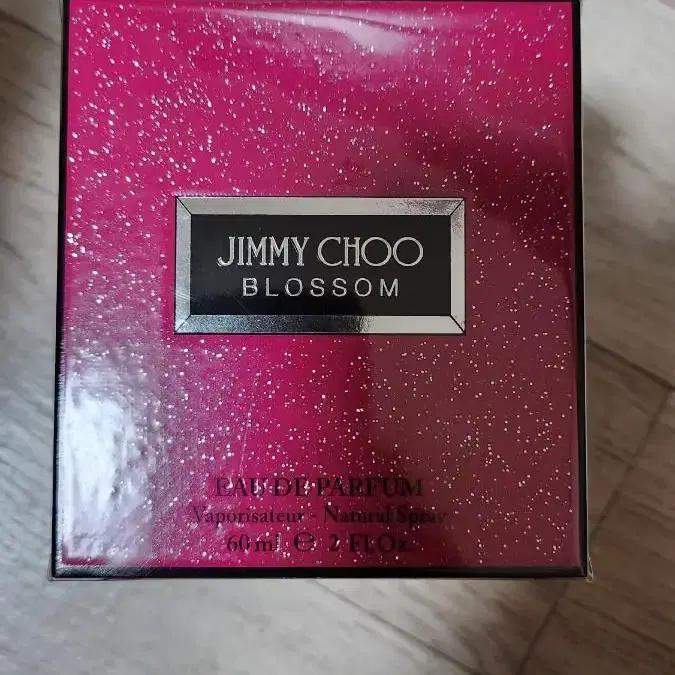 JIMMY CHOO
BLOSSOM
EAU DE PARFUM
Vaporisateur - Natural Spray
60 ml ℮ 2 Fl.Oz.